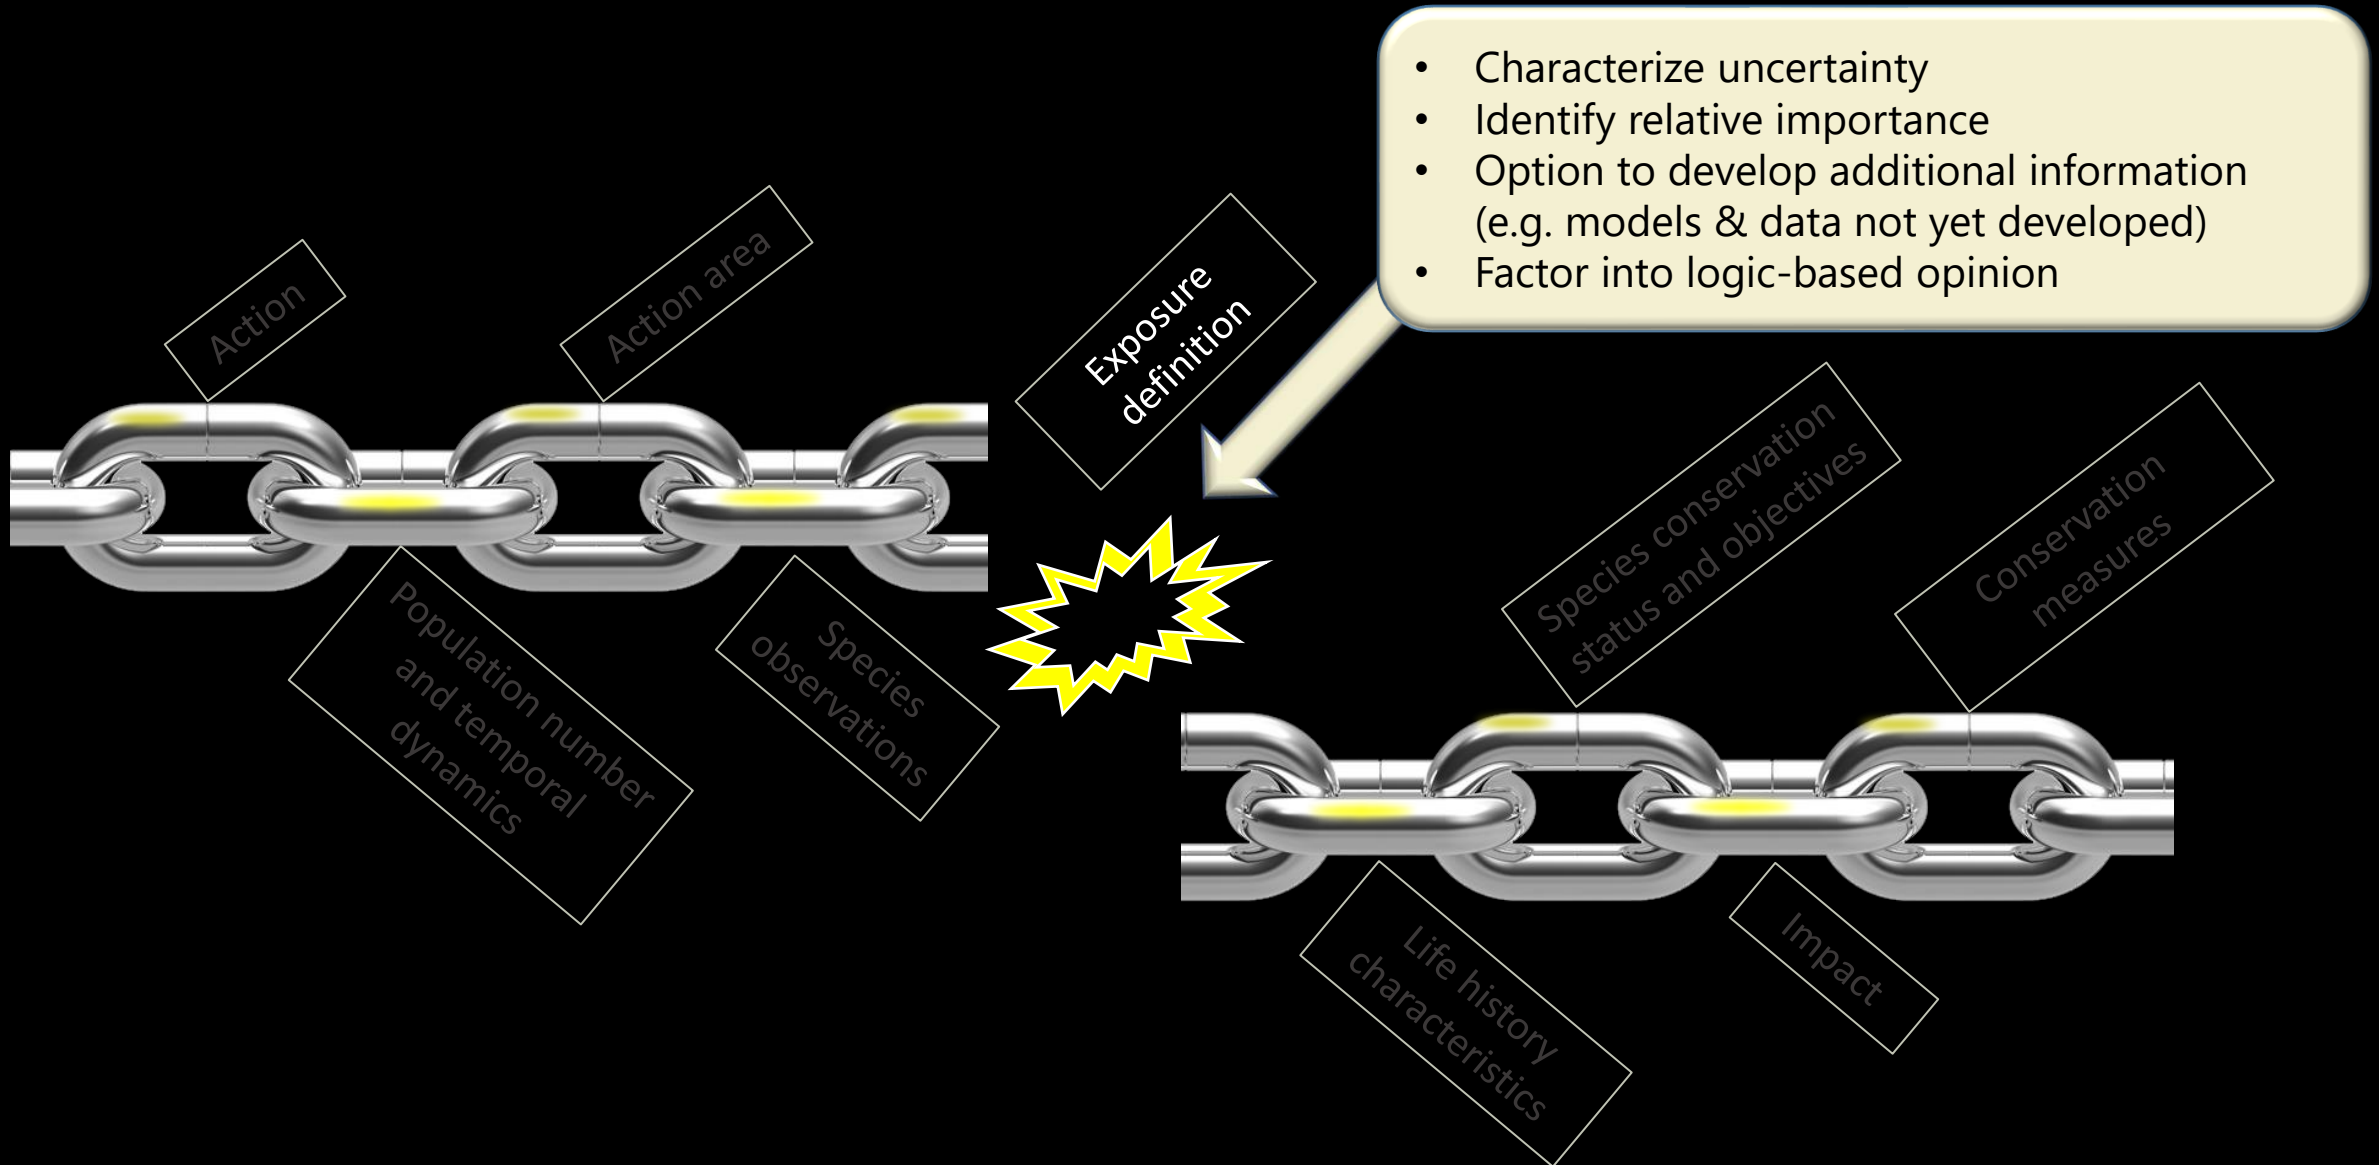 • Characterize uncertainty
• Identify relative importance
• Option to develop additional information
(e.g. models & data not yet developed)
• Factor into logic-based opinion
Action
Action area
Exposure
definition
Species conservation
status and objectives
Conservation
measures
Population number
and temporal
dynamics
Species
observations
Life history
characteristics
Impact